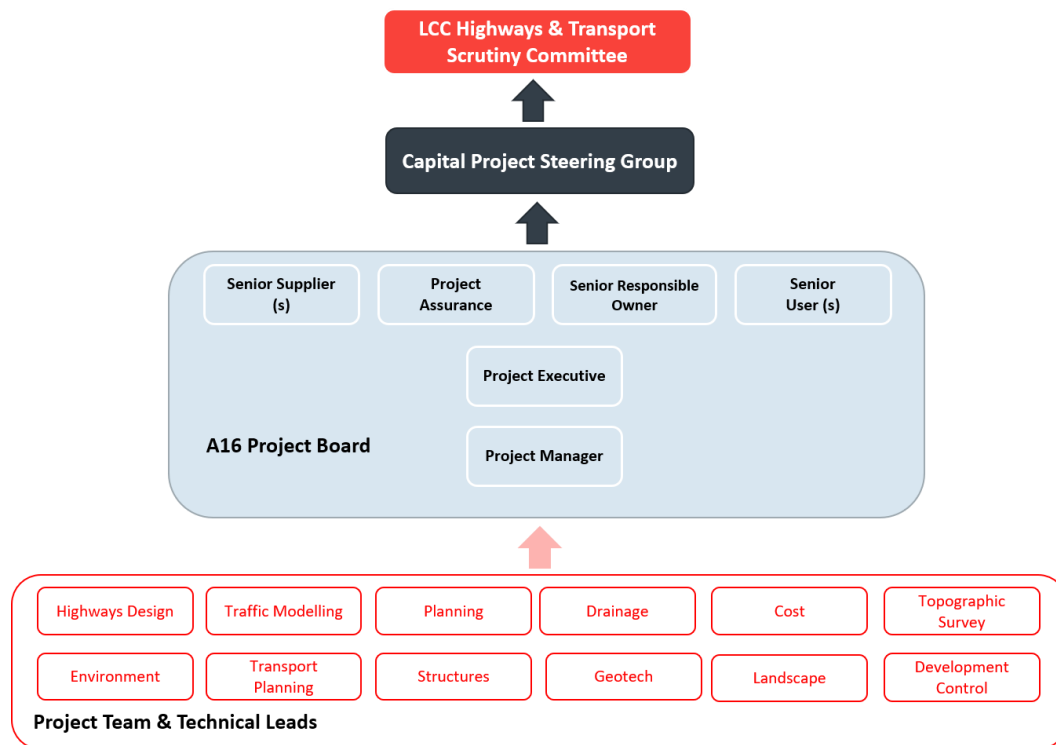 LCC Highways & Transport
Scrutiny Committee
Capital Project Steering Group
Senior Supplier
(s)
Project
Assurance
Senior Responsible
Owner
Senior
User (s)
Project Executive
A16 Project Board
Project Manager
Highways Design
Traffic Modelling
Planning
Drainage
Cost
Topographic
Survey
Environment
Transport
Planning
Structures
Geotech
Landscape
Development
Control
Project Team & Technical Leads